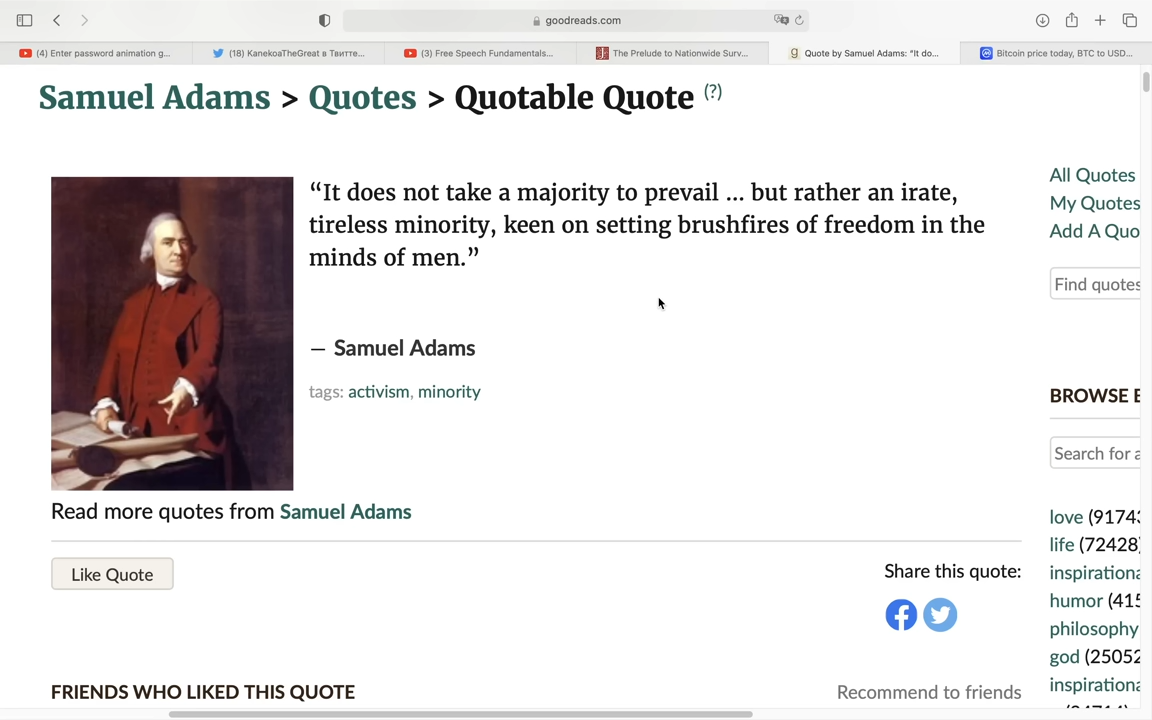 goodreads.com
(4) Enter password animation g...
(18) KanekoaTheGreat в Твитте...
(3) Free Speech Fundamentals...
The Prelude to Nationwide Surv...
Quote by Samuel Adams: "It do...
Bitcoin price today, BTC to USD...
Samuel Adams > Quotes > Quotable Quote (?)
“It does not take a majority to prevail ... but rather an irate,
tireless minority, keen on setting brushfires of freedom in the
minds of men.”
— Samuel Adams
tags: activism, minority
Read more quotes from Samuel Adams
Like Quote
Share this quote:
FRIENDS WHO LIKED THIS QUOTE
Recommend to friends
All Quotes
My Quotes
Add A Quo
Find quotes
BROWSE
Search for a
love (91743
life (72428)
inspirationa
humor (415
philosophy
god (25052
inspirationa